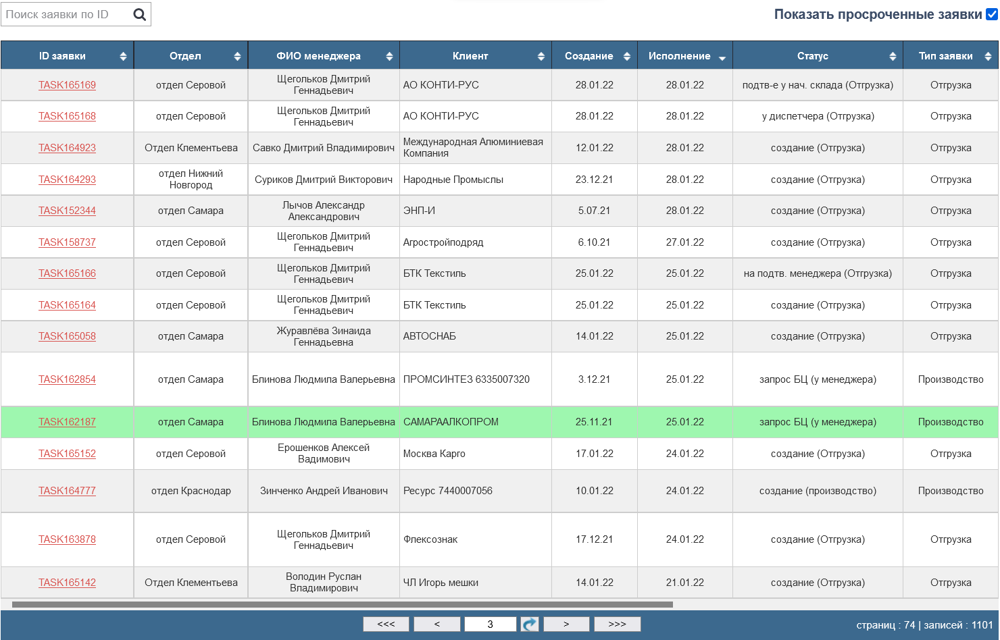 Поиск заявки по ID
Показать просроченные заявки
ID заявки Отдел ФИО менеджера Клиент Создание Исполнение Статус Тип заявки
TASK165169 отдел Серовой Щегольков Дмитрий Геннадьевич АО КОНТИ-РУС 28.01.22 28.01.22 подтв-е у нач. склада (Отгрузка) Отгрузка
TASK165168 отдел Серовой Щегольков Дмитрий Геннадьевич АО КОНТИ-РУС 28.01.22 28.01.22 у диспетчера (Отгрузка) Отгрузка
TASK164923 Отдел Клементьева Савко Дмитрий Владимирович Международная Алюминиевая Компания 12.01.22 28.01.22 создание (Отгрузка) Отгрузка
TASK164293 отдел Нижний Новгород Суриков Дмитрий Викторович Народные Промыслы 23.12.21 28.01.22 создание (Отгрузка) Отгрузка
TASK152344 отдел Самара Лычов Александр Александрович ЭНП-И 5.07.21 28.01.22 создание (Отгрузка) Отгрузка
TASK158737 отдел Серовой Щегольков Дмитрий Геннадьевич Агростройподряд 6.10.21 27.01.22 создание (Отгрузка) Отгрузка
TASK165166 отдел Серовой Щегольков Дмитрий Геннадьевич БТК Текстиль 25.01.22 25.01.22 на подтв. менеджера (Отгрузка) Отгрузка
TASK165164 отдел Серовой Щегольков Дмитрий Геннадьевич БТК Текстиль 25.01.22 25.01.22 создание (Отгрузка) Отгрузка
TASK165058 отдел Самара Журавлёва Зинаида Геннадьевна АВТОСНАБ 14.01.22 25.01.22 создание (Отгрузка) Отгрузка
TASK162854 отдел Самара Блинова Людмила Валерьевна ПРОМСИНТЕЗ 6335007320 3.12.21 25.01.22 запрос БЦ (у менеджера) Производство
TASK162187 отдел Самара Блинова Людмила Валерьевна САМАРААЛКОПРОМ 25.11.21 25.01.22 запрос БЦ (у менеджера) Производство
TASK165152 отдел Серовой Ерошенков Алексей Вадимович Москва Карго 17.01.22 24.01.22 создание (Отгрузка) Отгрузка
TASK164777 отдел Краснодар Зинченко Андрей Иванович Ресурс 7440007056 10.01.22 24.01.22 создание (производство) Производство
TASK163878 отдел Серовой Щегольков Дмитрий Геннадьевич Флексознак 17.12.21 24.01.22 создание (Отгрузка) Отгрузка
TASK165142 Отдел Клементьева Володин Руслан Владимирович ЧЛ Игорь мешки 14.01.22 21.01.22 создание (Отгрузка) Отгрузка
<<< < 3 > >>> страниц : 74 | записей : 1101